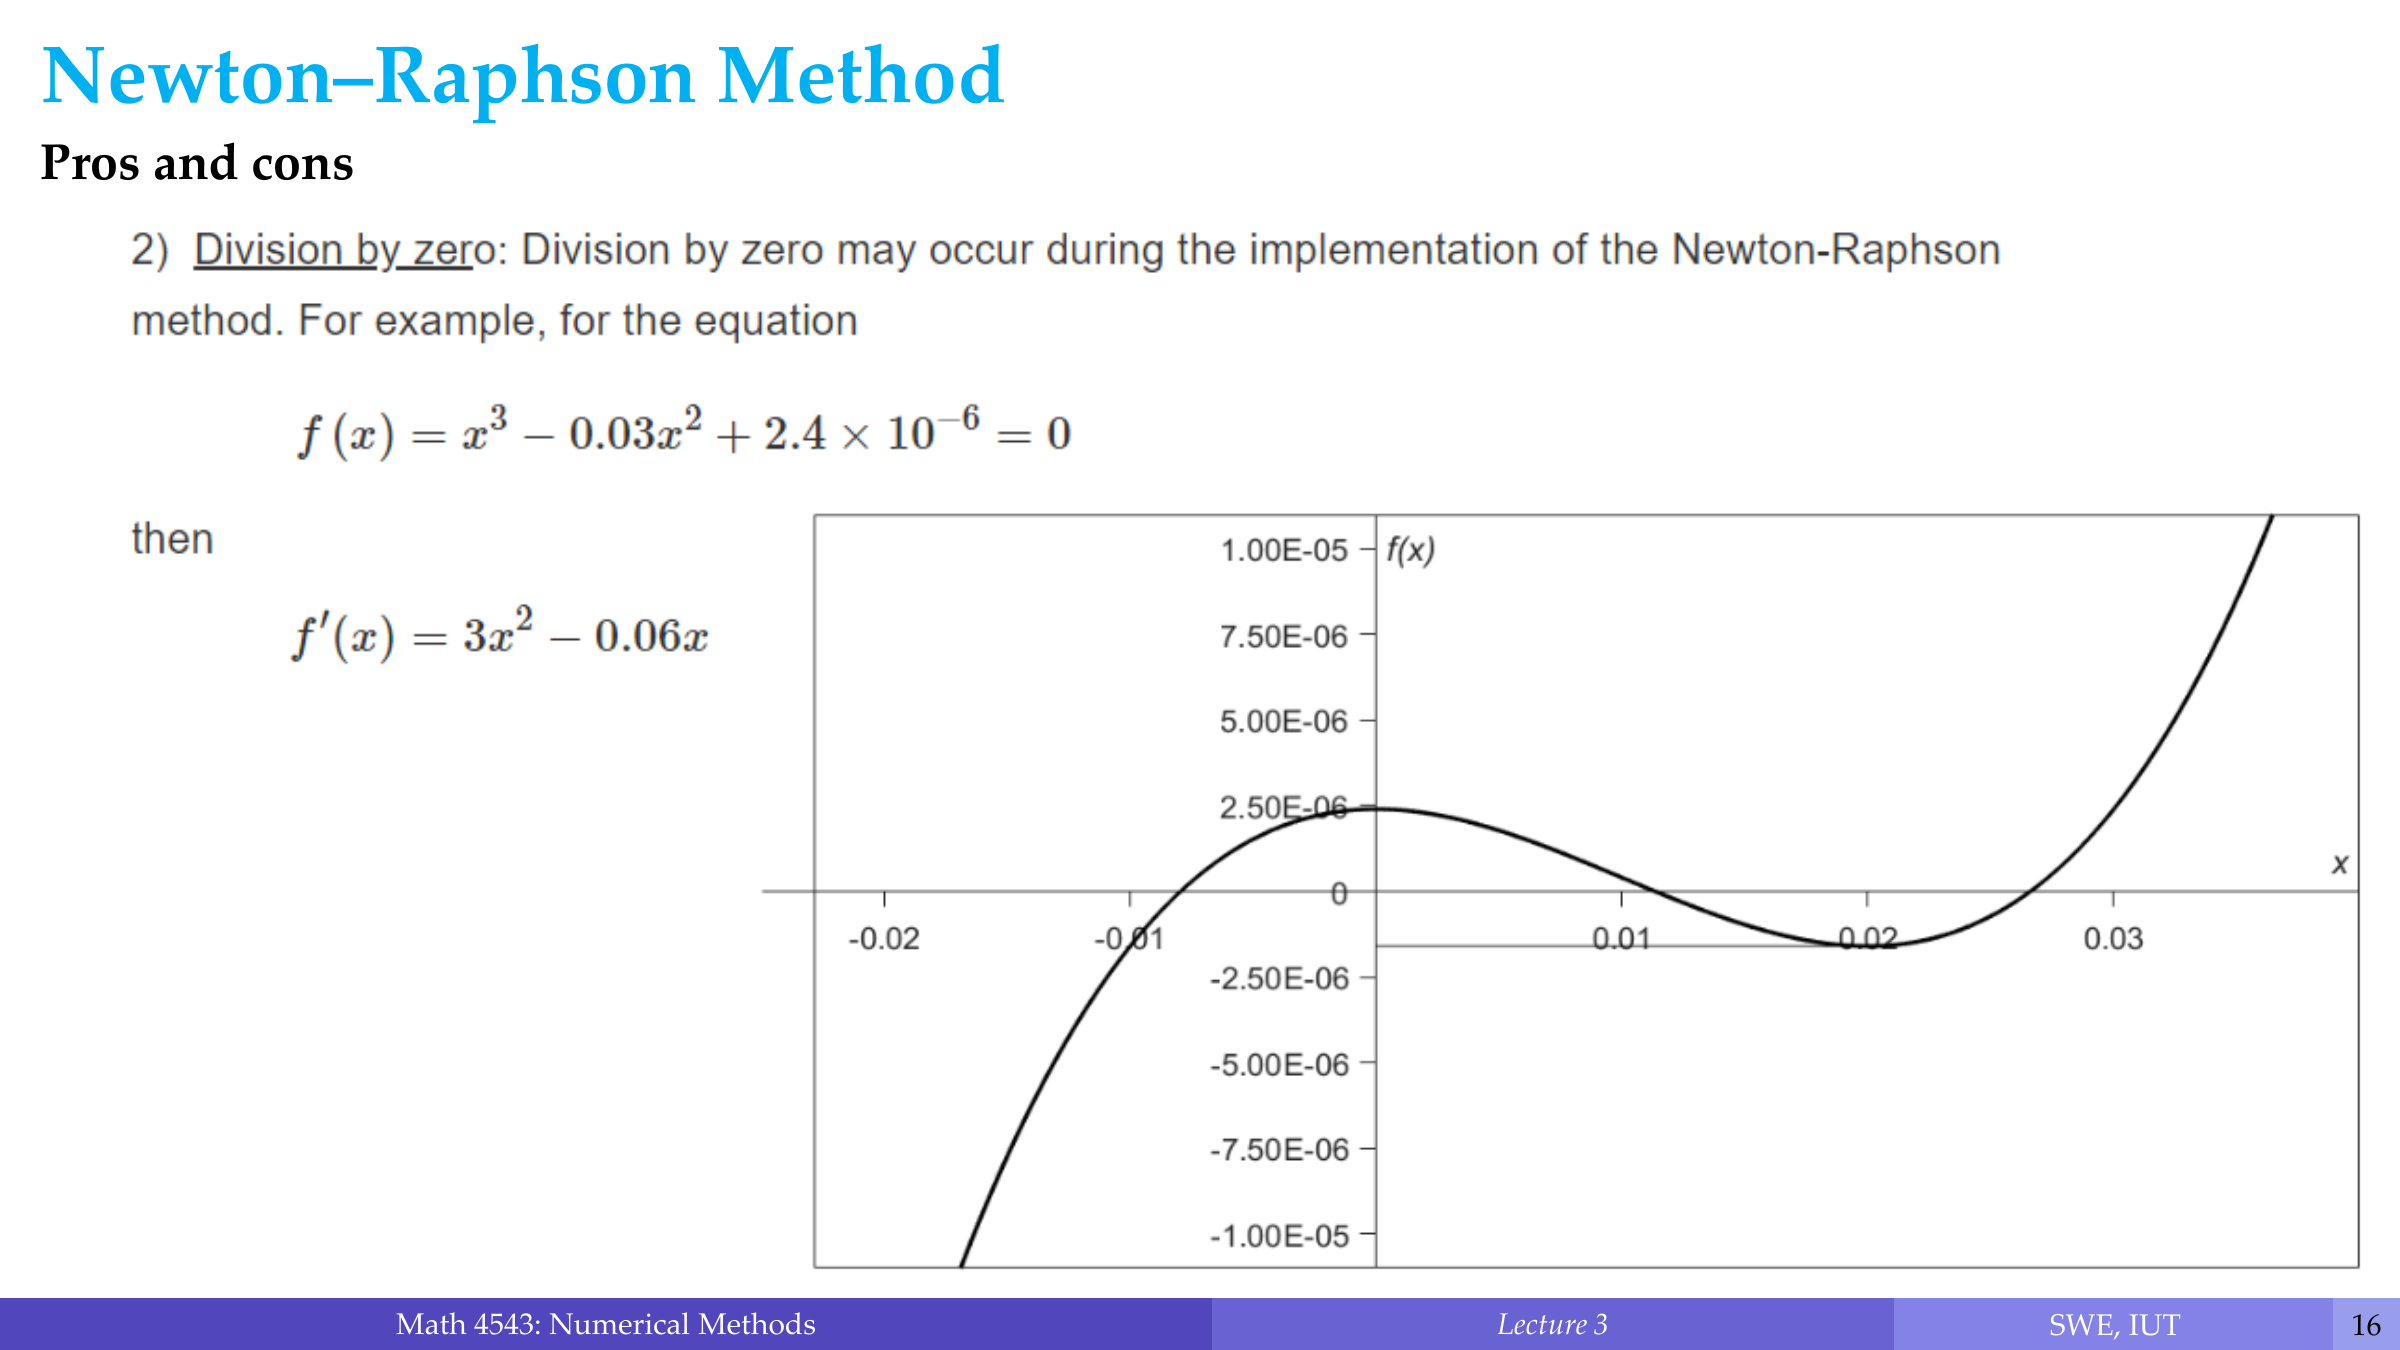 Newton–Raphson Method
Pros and cons
2) Division by zero: Division by zero may occur during the implementation of the Newton-Raphson
method. For example, for the equation
f (x) = x³ − 0.03x² + 2.4 × 10⁻⁶ = 0
then
f′(x) = 3x² − 0.06x
1.00E-05 f(x)
7.50E-06
5.00E-06
2.50E-06
x
0
-0.02 -0.01 0.01 0.02 0.03
-2.50E-06
-5.00E-06
-7.50E-06
-1.00E-05
Math 4543: Numerical Methods Lecture 3 SWE, IUT 16